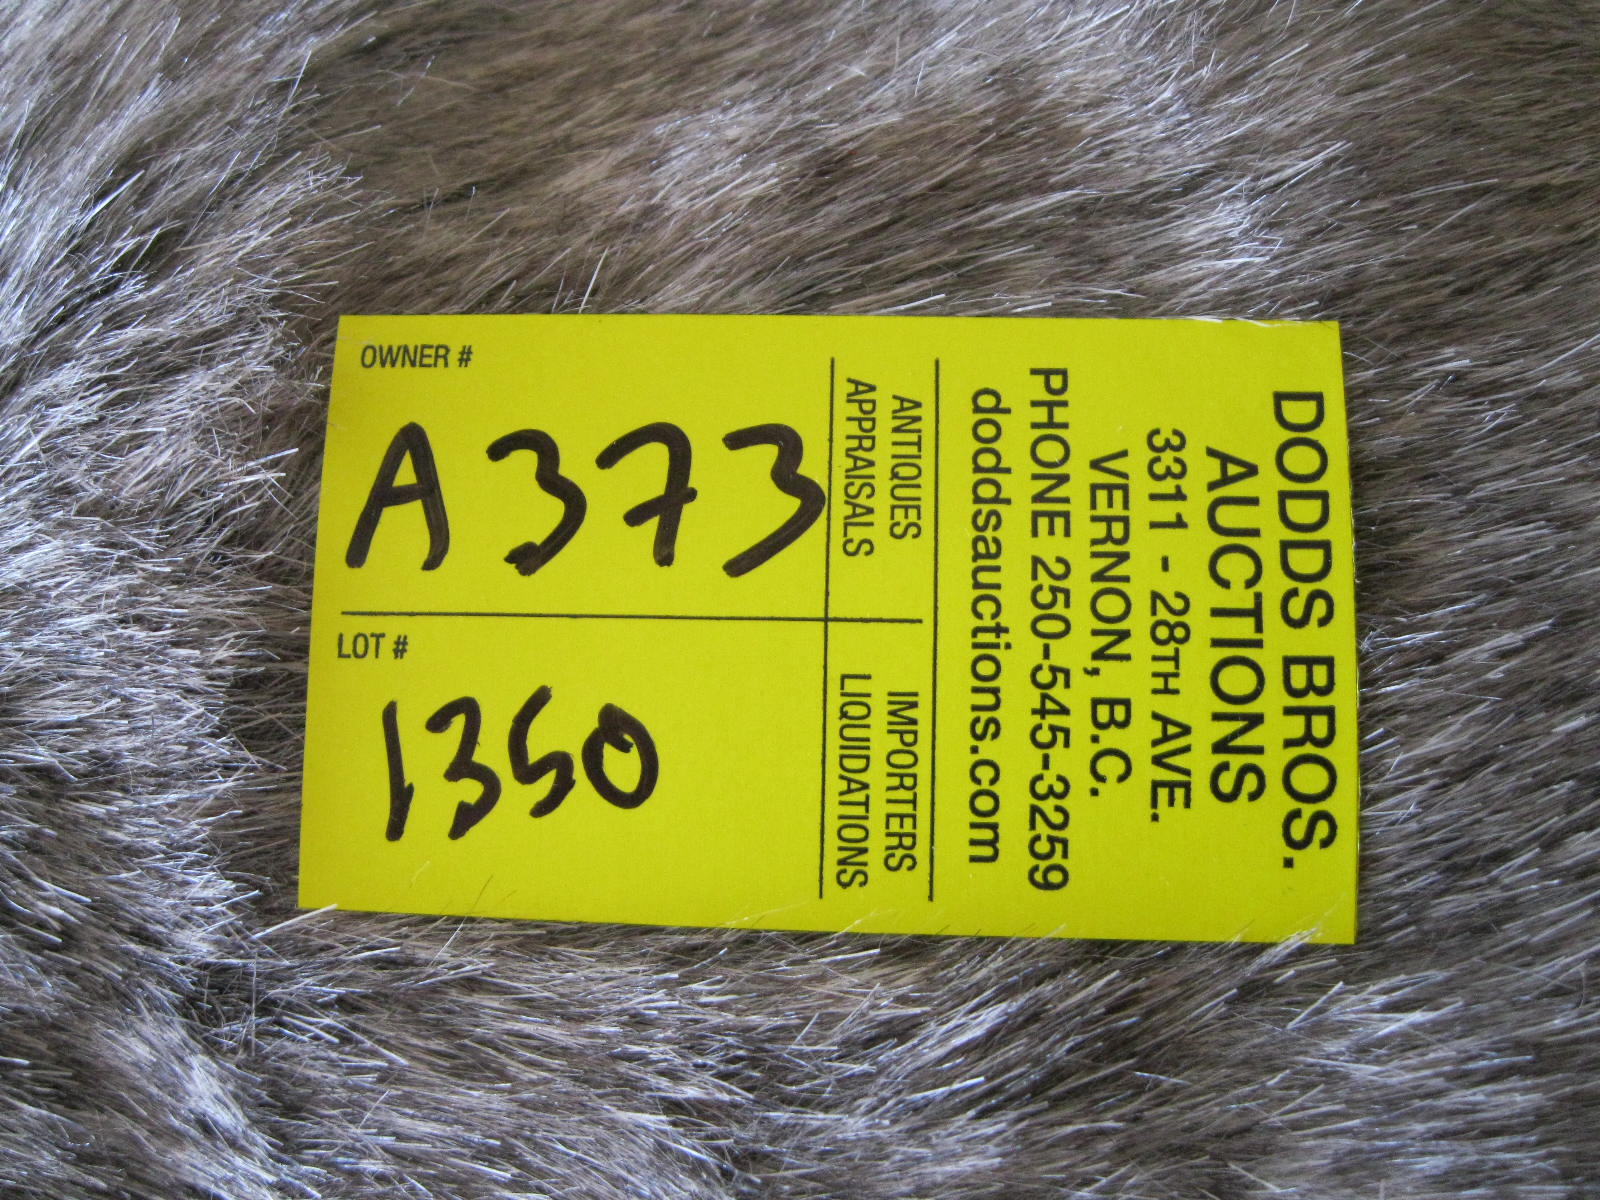 DODDS BROS.
AUCTIONS
3311 - 28TH AVE.
VERNON, B.C.
PHONE 250-545-3259
doddsauctions.com
ANTIQUES
APPRAISALS
IMPORTERS
LIQUIDATIONS
OWNER #
A373
LOT #
1350